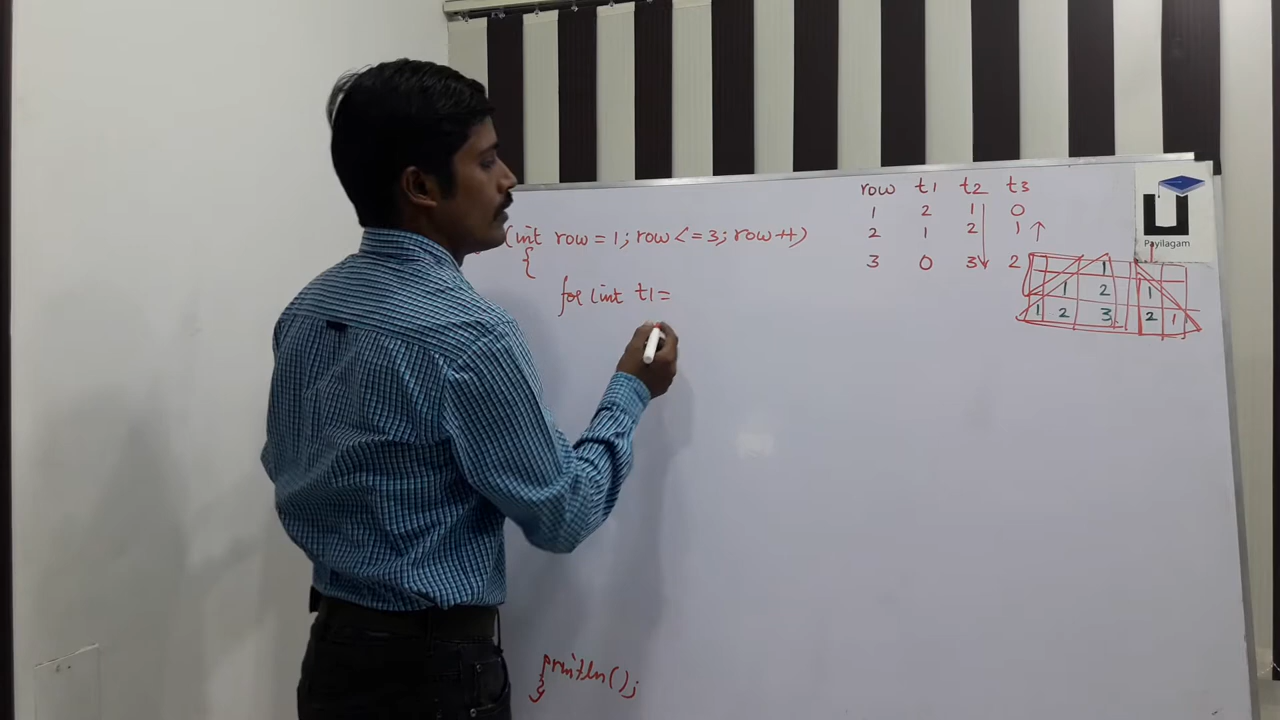 row t1 t2 t3
1 2 1 0
2 1 2 1
3 0 3 2
Payilagam
(int row = 1; row <= 3; row++)
{
for (int t1 =
1
1 2 1
1 2 3 2 1
println();
}